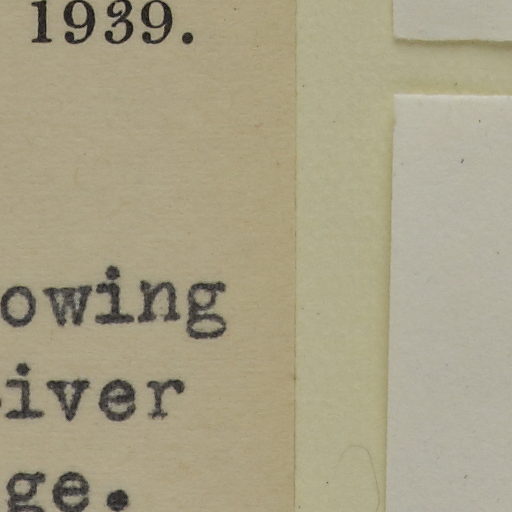 1939.
owing
iver
ge.